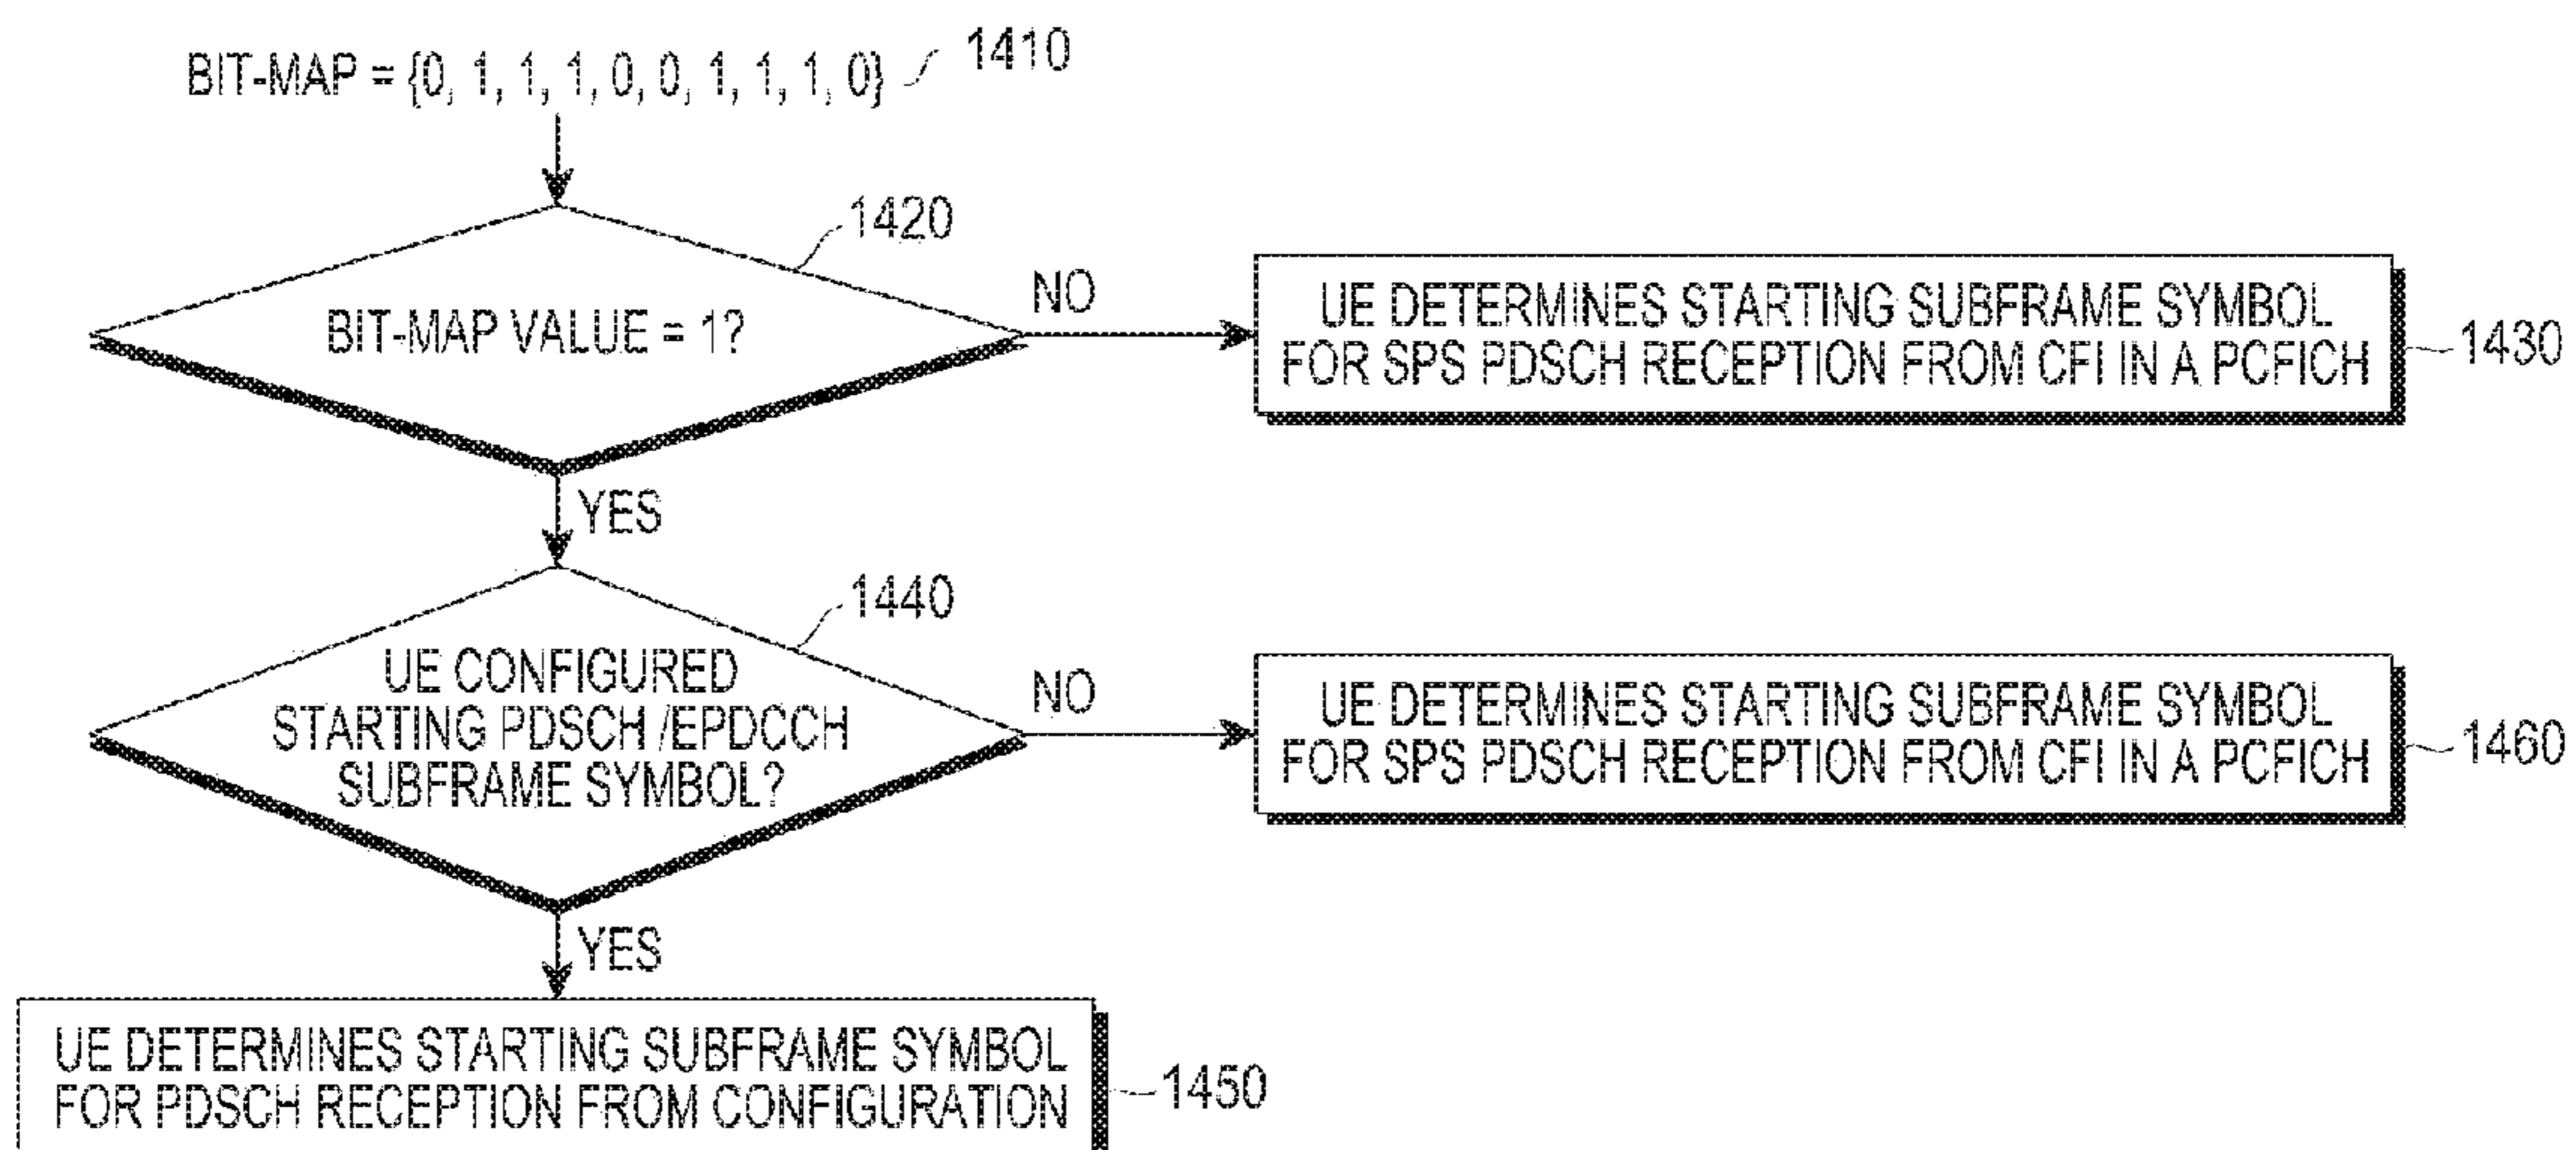 BIT-MAP = {0, 1, 1, 1, 0, 0, 1, 1, 1, 0} 1410
1420
BIT-MAP VALUE = 1?
NO
UE DETERMINES STARTING SUBFRAME SYMBOL
FOR SPS PDSCH RECEPTION FROM CFI IN A PCFICH
1430
YES
1440
UE CONFIGURED
STARTING PDSCH /EPDCCH
SUBFRAME SYMBOL?
NO
UE DETERMINES STARTING SUBFRAME SYMBOL
FOR SPS PDSCH RECEPTION FROM CFI IN A PCFICH
1460
YES
UE DETERMINES STARTING SUBFRAME SYMBOL
FOR PDSCH RECEPTION FROM CONFIGURATION
1450